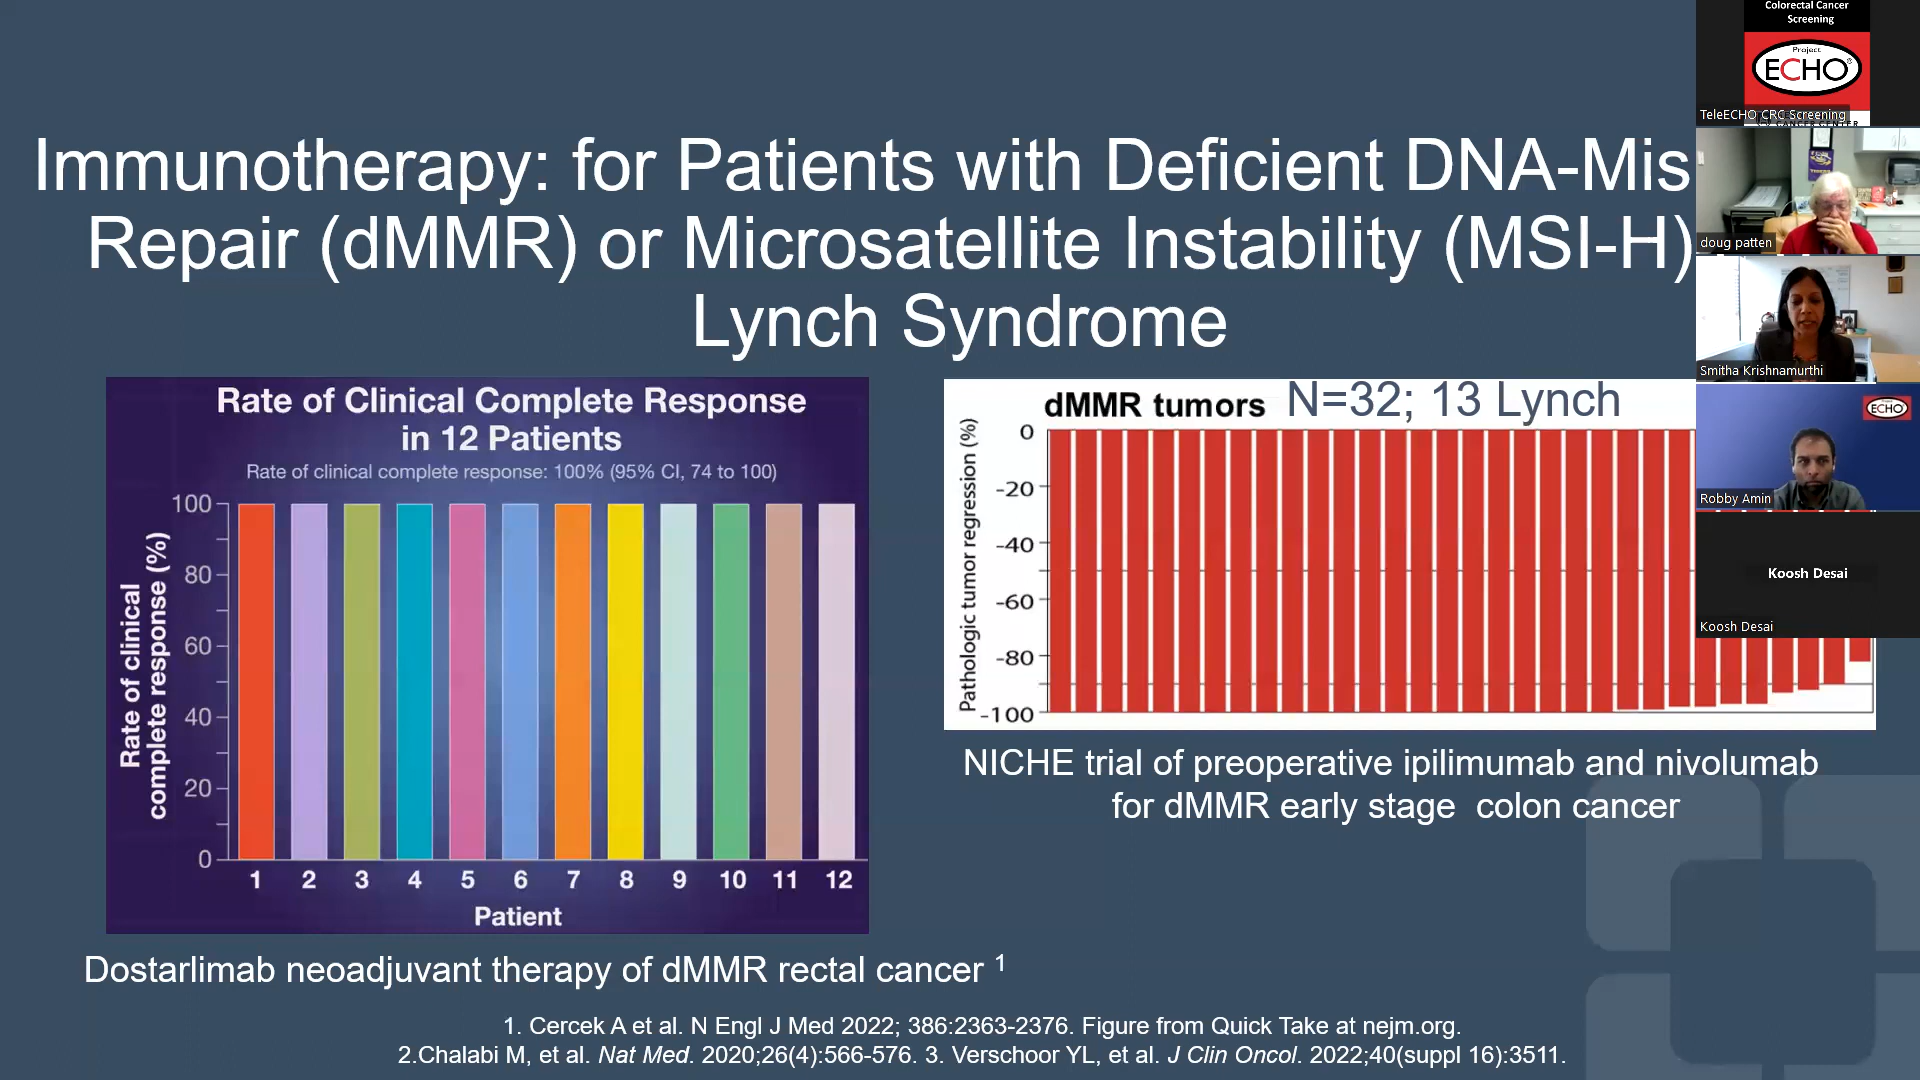 Immunotherapy: for Patients with Deficient DNA-Mis
Repair (dMMR) or Microsatellite Instability (MSI-H)
Lynch Syndrome
Rate of Clinical Complete Response
in 12 Patients
Rate of clinical complete response: 100% (95% CI, 74 to 100)
Rate of clinical
complete response (%)
100
80
60
40
20
0
1 2 3 4 5 6 7 8 9 10 11 12
Patient
Dostarlimab neoadjuvant therapy of dMMR rectal cancer 1
dMMR tumors N=32; 13 Lynch
Pathologic tumor regression (%)
0
-20
-40
-60
-80
-100
NICHE trial of preoperative ipilimumab and nivolumab
for dMMR early stage colon cancer
1. Cercek A et al. N Engl J Med 2022; 386:2363-2376. Figure from Quick Take at nejm.org.
2.Chalabi M, et al. Nat Med. 2020;26(4):566-576. 3. Verschoor YL, et al. J Clin Oncol. 2022;40(suppl 16):3511.
Colorectal Cancer
Screening
Project
ECHO®
TeleECHO CRC Screening
doug patten
Smitha Krishnamurthi
ECHO
Robby Amin
Koosh Desai
Koosh Desai